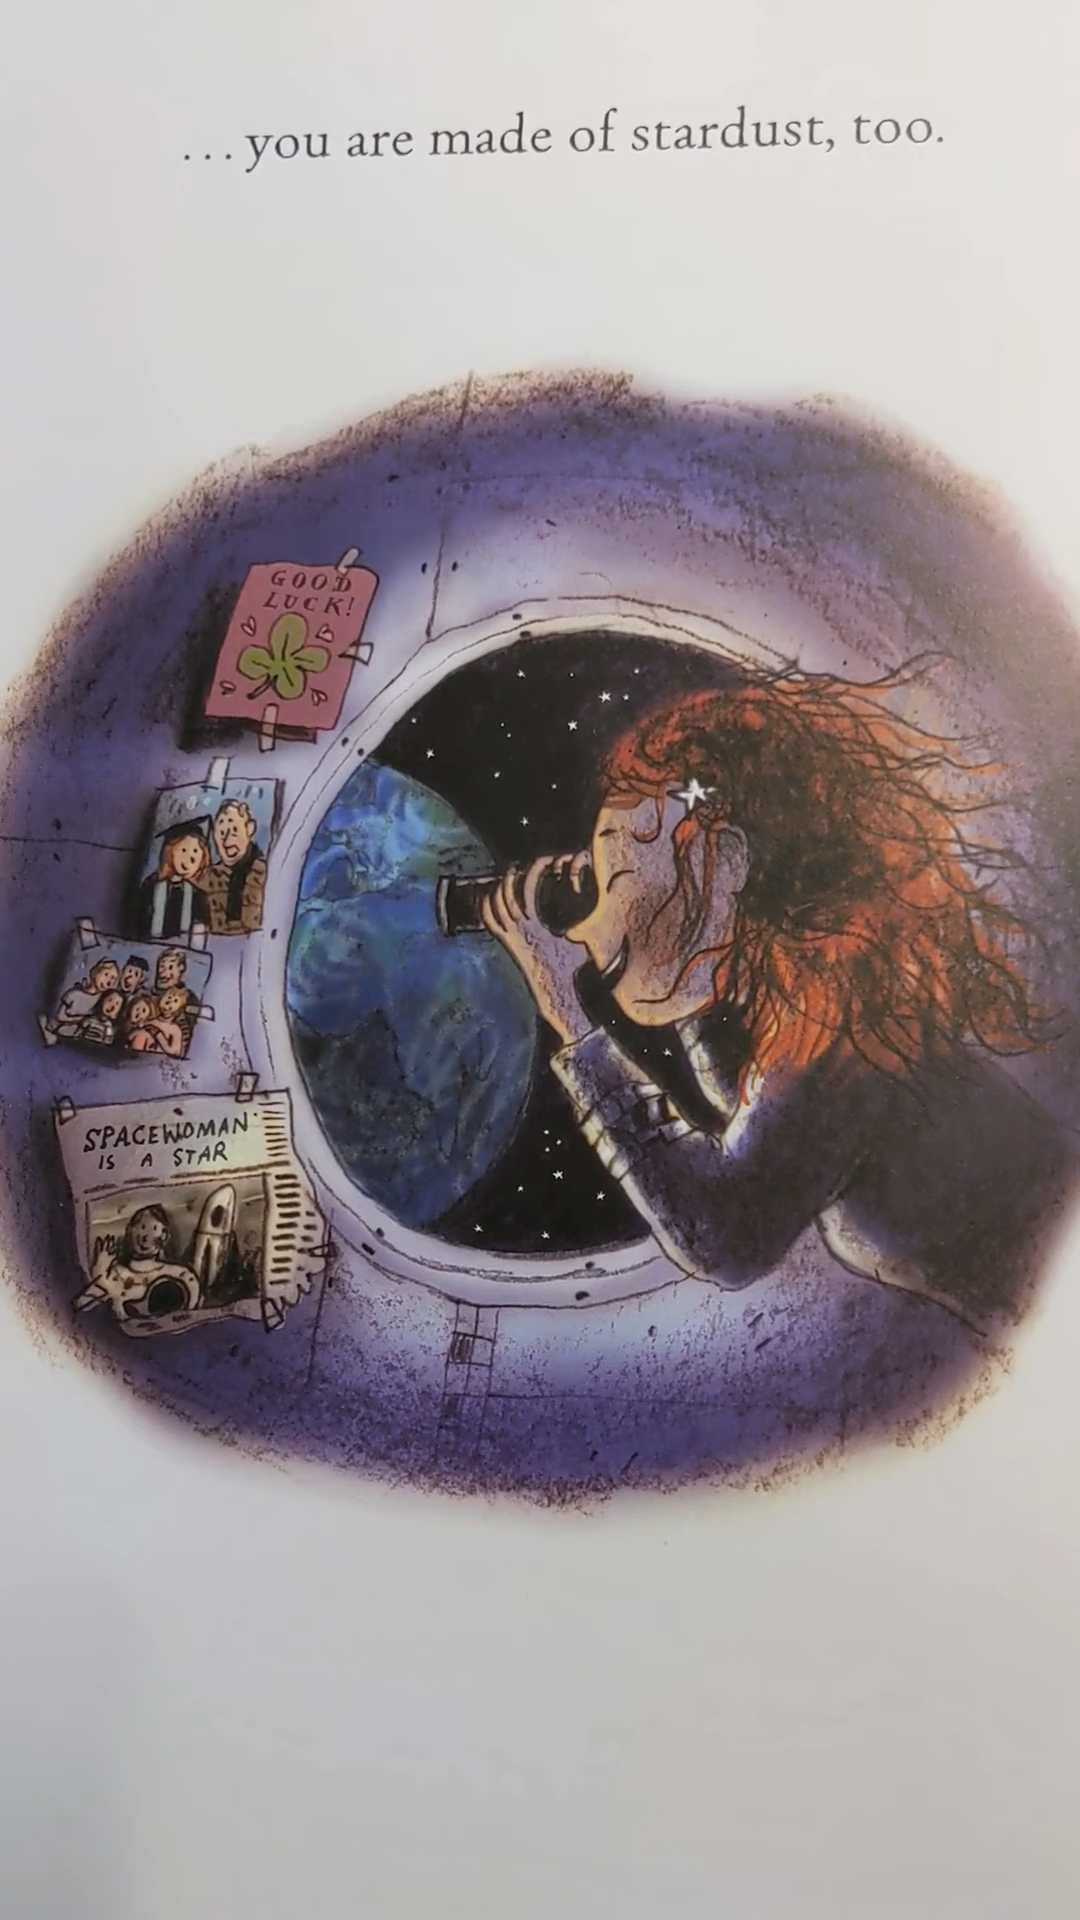 ...you are made of stardust, too.
GOOD
LUCK!
SPACEWOMAN
IS A STAR